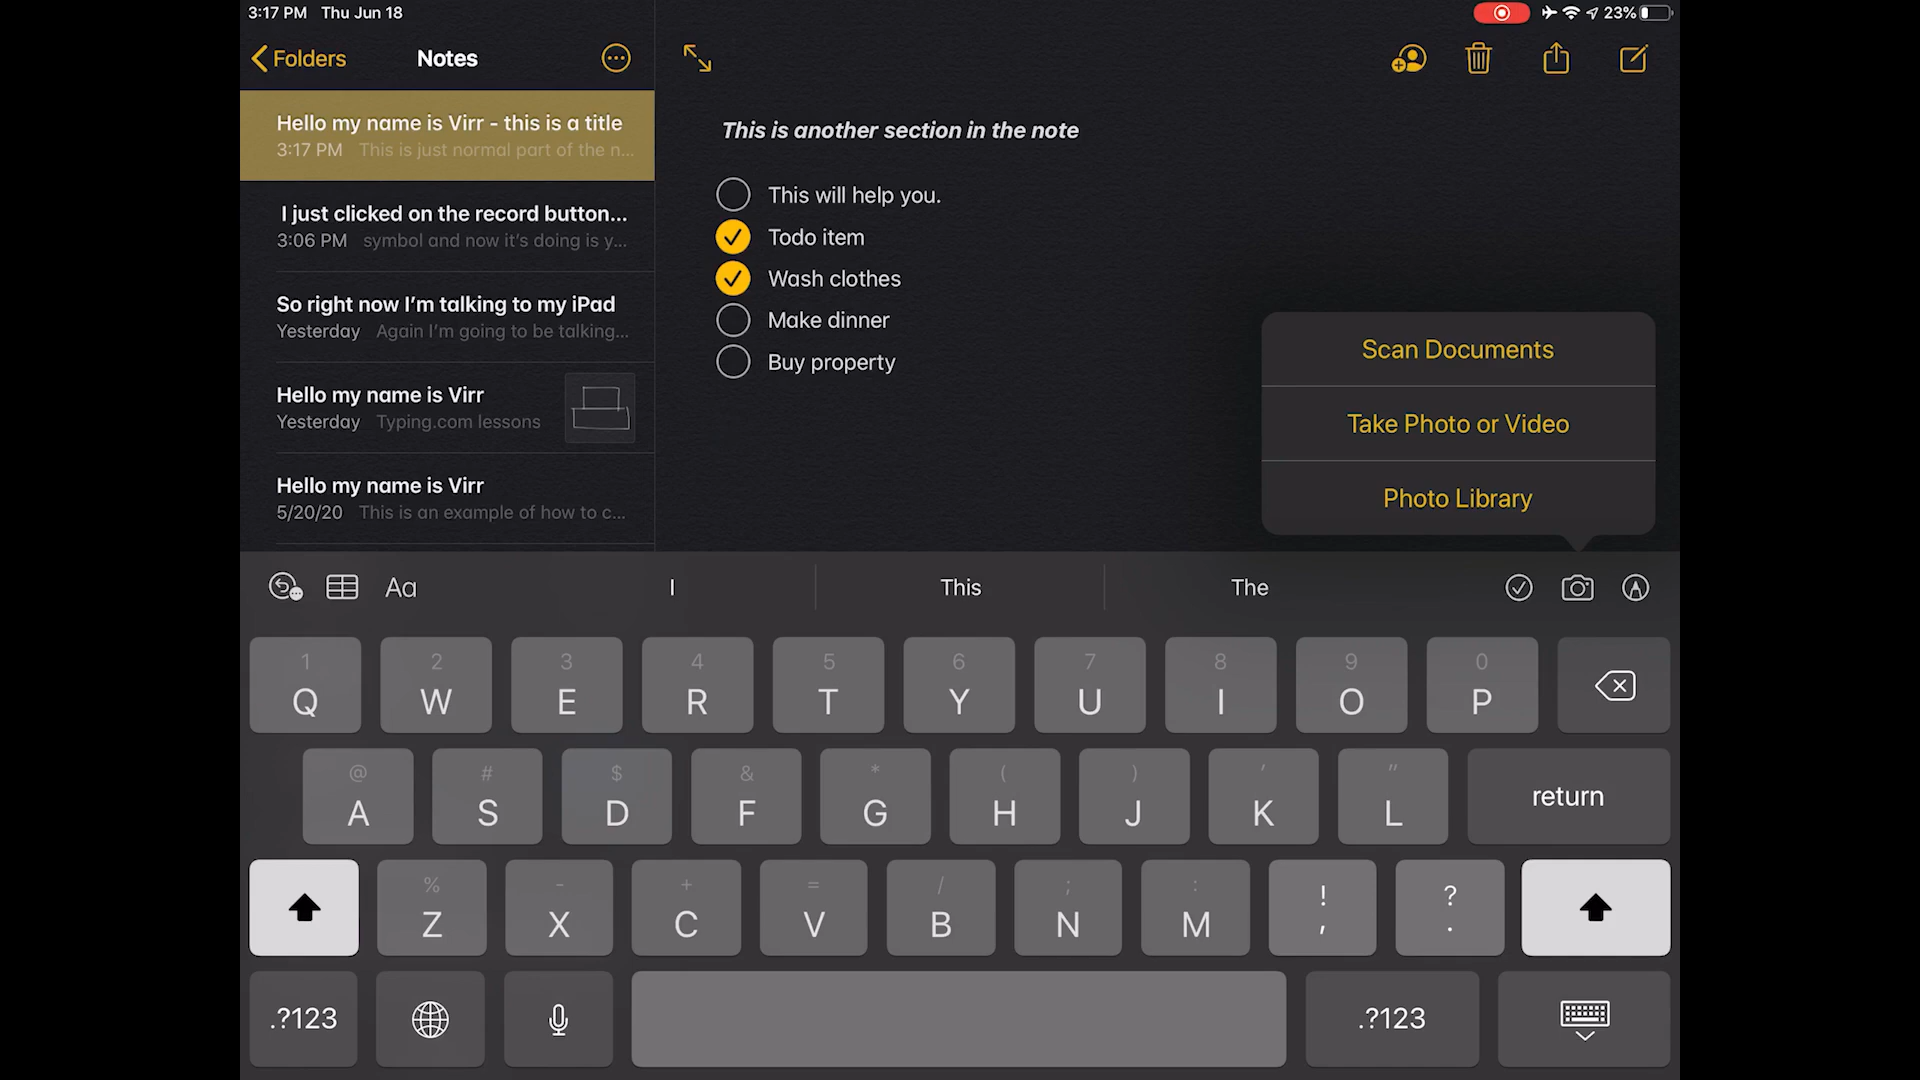 3:17 PM Thu Jun 18
23%
Folders
Notes
Hello my name is Virr - this is a title
3:17 PM This is just normal part of the n...
I just clicked on the record button...
3:06 PM symbol and now it's doing is y...
So right now I'm talking to my iPad
Yesterday Again I'm going to be talking...
Hello my name is Virr
Yesterday Typing.com lessons
Hello my name is Virr
5/20/20 This is an example of how to c...
This is another section in the note
This will help you.
Todo item
Wash clothes
Make dinner
Buy property
Scan Documents
Take Photo or Video
Photo Library
Aa I This The
1 2 3 4 5 6 7 8 9 0
Q W E R T Y U I O P
@ # $ & * ( ) ' "
A S D F G H J K L return
% - + = / ; : ! ?
Z X C V B N M , .
.?123 .?123